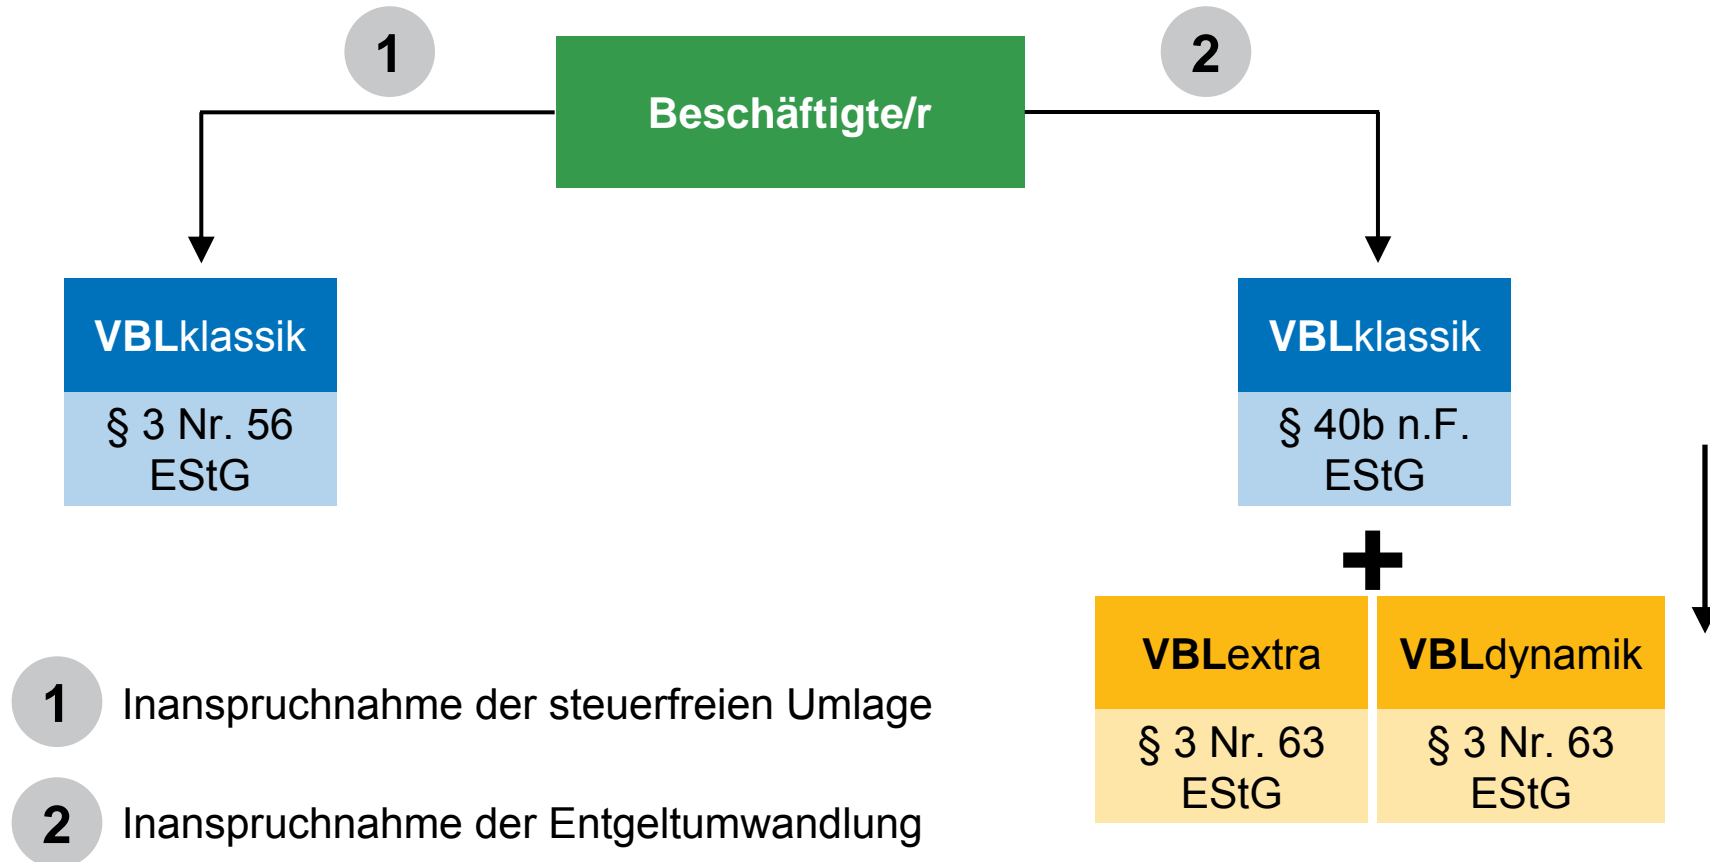 1
Beschäftigte/r
2
VBLklassik
§ 3 Nr. 56
EStG
VBLklassik
§ 40b n.F.
EStG
+
VBLextra
§ 3 Nr. 63
EStG
VBLdynamik
§ 3 Nr. 63
EStG
1 Inanspruchnahme der steuerfreien Umlage
2 Inanspruchnahme der Entgeltumwandlung